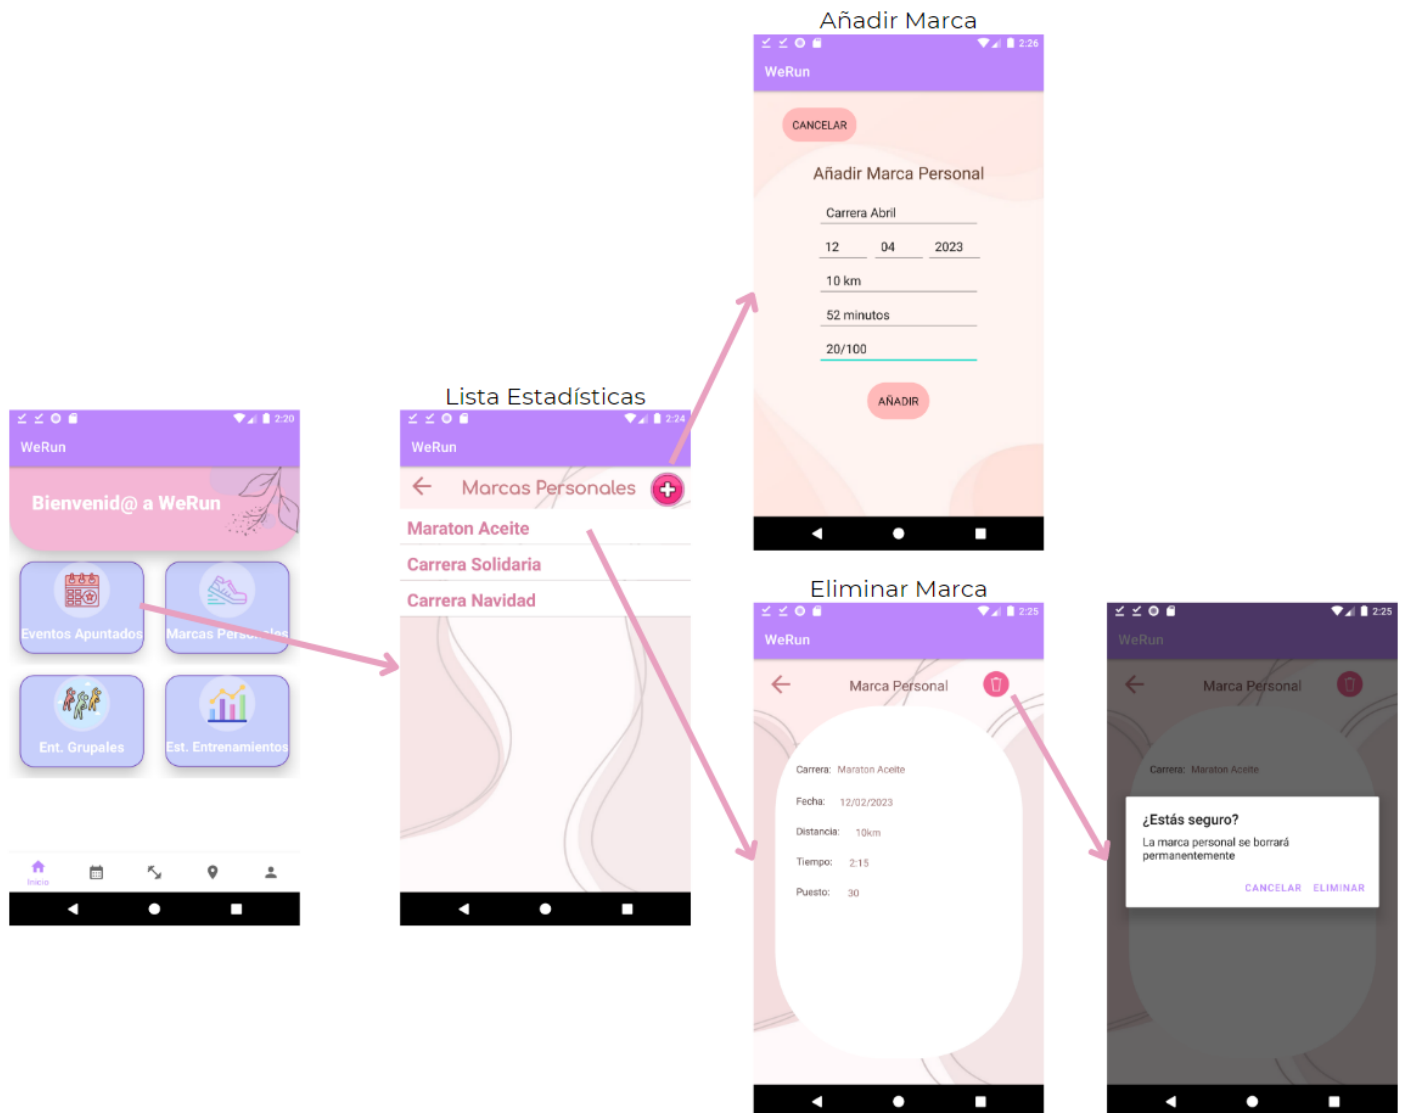 Añadir Marca
2:26
WeRun
CANCELAR
Añadir Marca Personal
Carrera Abril
12 04 2023
10 km
52 minutos
20/100
AÑADIR
2:20
WeRun
Bienvenid@ a WeRun
Eventos Apuntados
Marcas Personales
Ent. Grupales
Est. Entrenamientos
Inicio
Lista Estadísticas
2:24
WeRun
Marcas Personales
Maraton Aceite
Carrera Solidaria
Carrera Navidad
Eliminar Marca
2:25
WeRun
Marca Personal
Carrera: Maraton Aceite
Fecha: 12/02/2023
Distancia: 10km
Tiempo: 2:15
Puesto: 30
2:25
WeRun
Marca Personal
Carrera: Maraton Aceite
¿Estás seguro?
La marca personal se borrará
permanentemente
CANCELAR ELIMINAR